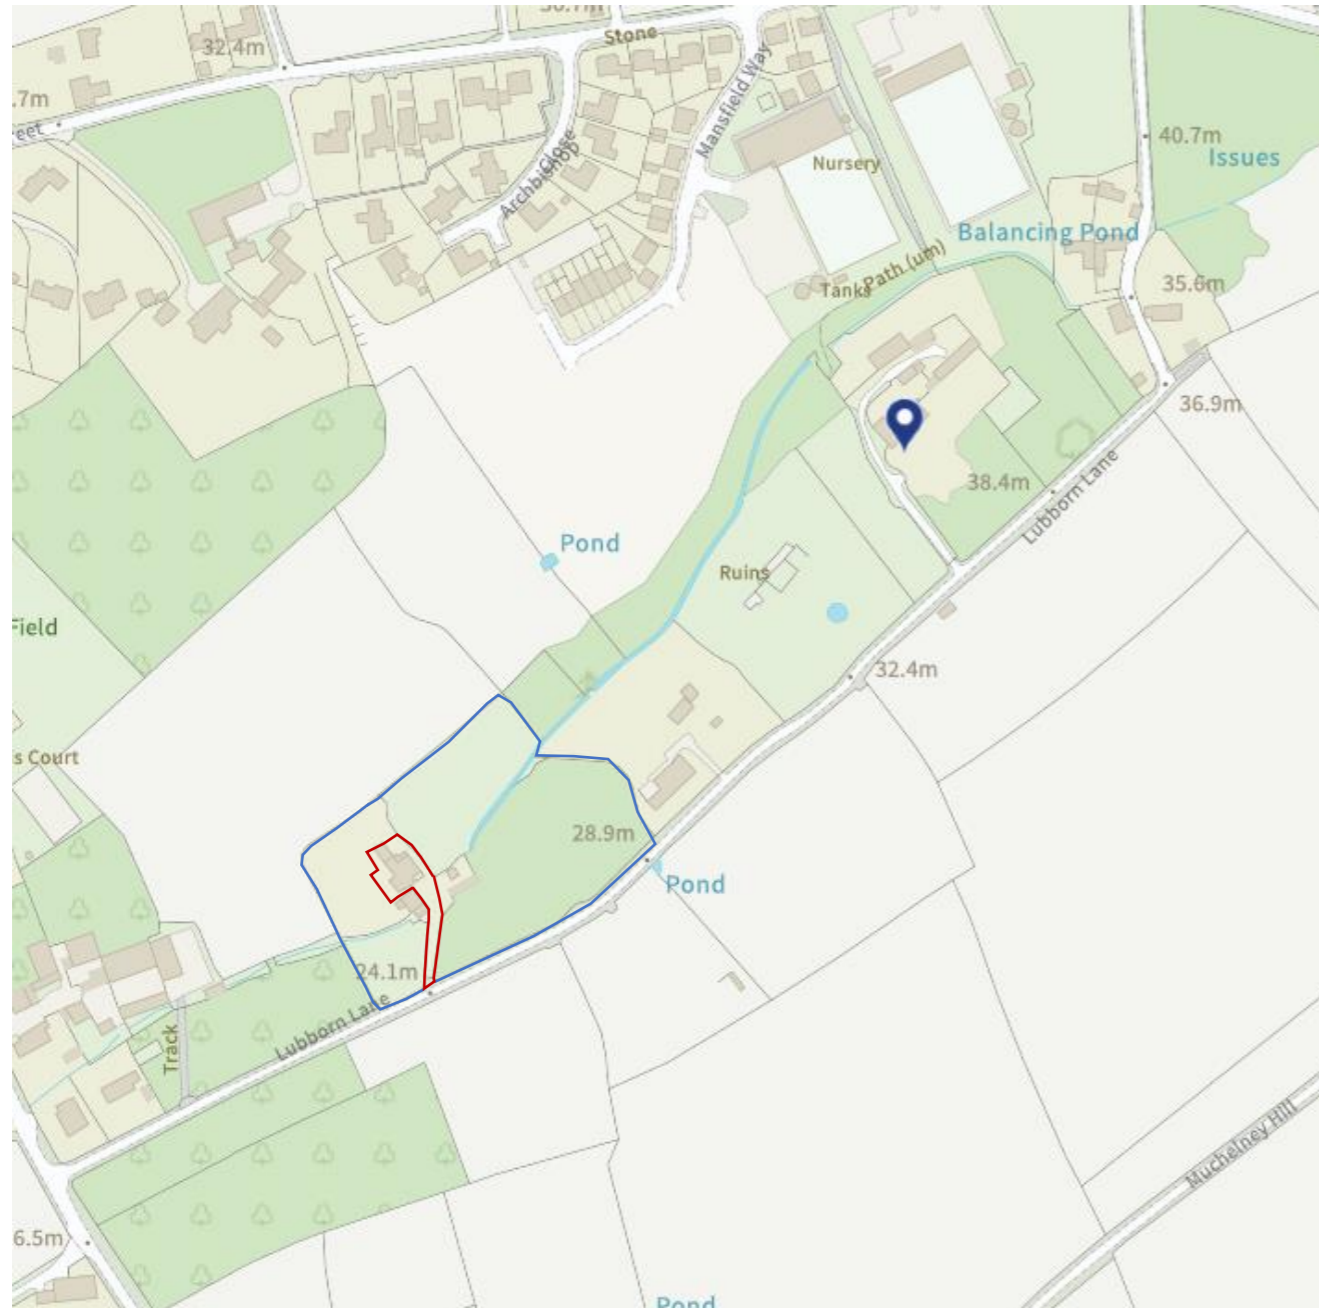 Stone
32.4m
.7m
eet
Mansfield Way
Archbishop
Close
40.7m
Issues
Nursery
Balancing Pond
Path (um)
Tanks
35.6m
36.9m
38.4m
Lubborn Lane
Pond
Ruins
Field
32.4m
s Court
28.9m
Pond
24.1m
Lubborn Lane
Track
Muchelney Hill
6.5m
Pond